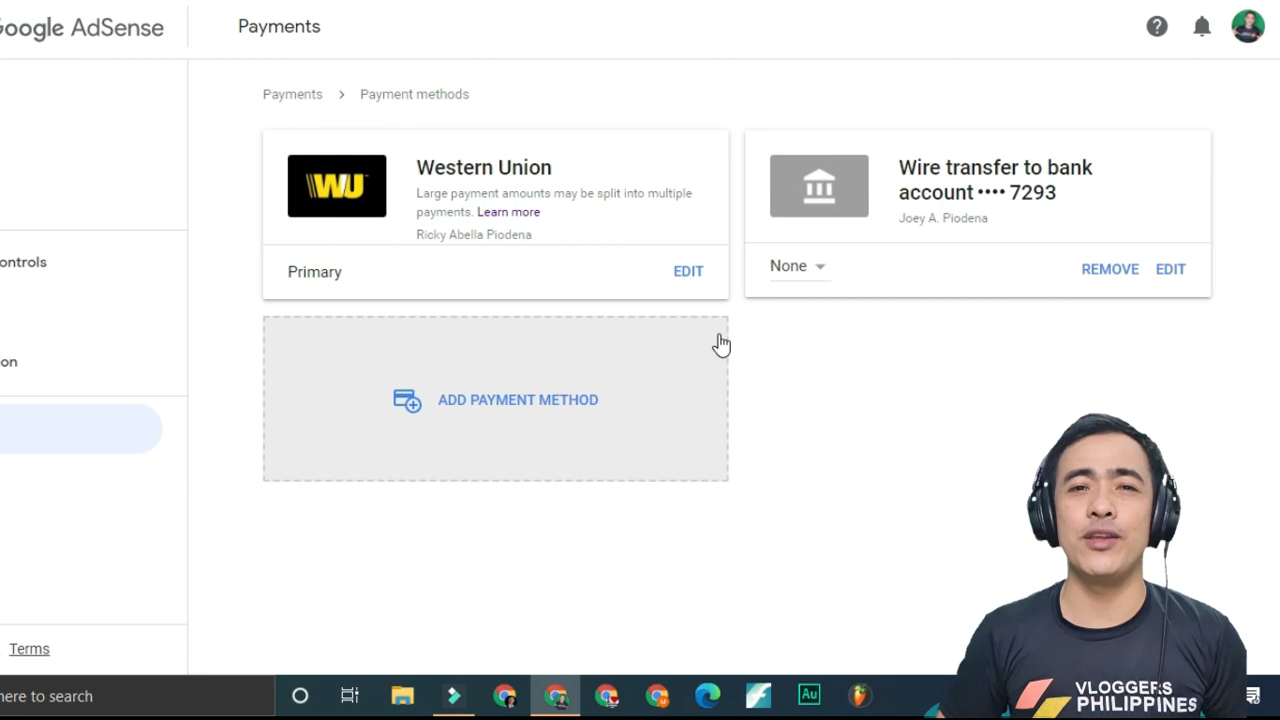 Google AdSense
Payments
Payments > Payment methods
WU
Western Union
Large payment amounts may be split into multiple
payments. Learn more
Ricky Abella Piodena
Primary
EDIT
Wire transfer to bank
account •••• 7293
Joey A. Piodena
None
REMOVE
EDIT
ontrols
on
ADD PAYMENT METHOD
Terms
here to search
Au
VLOGGERS
PHILIPPINES